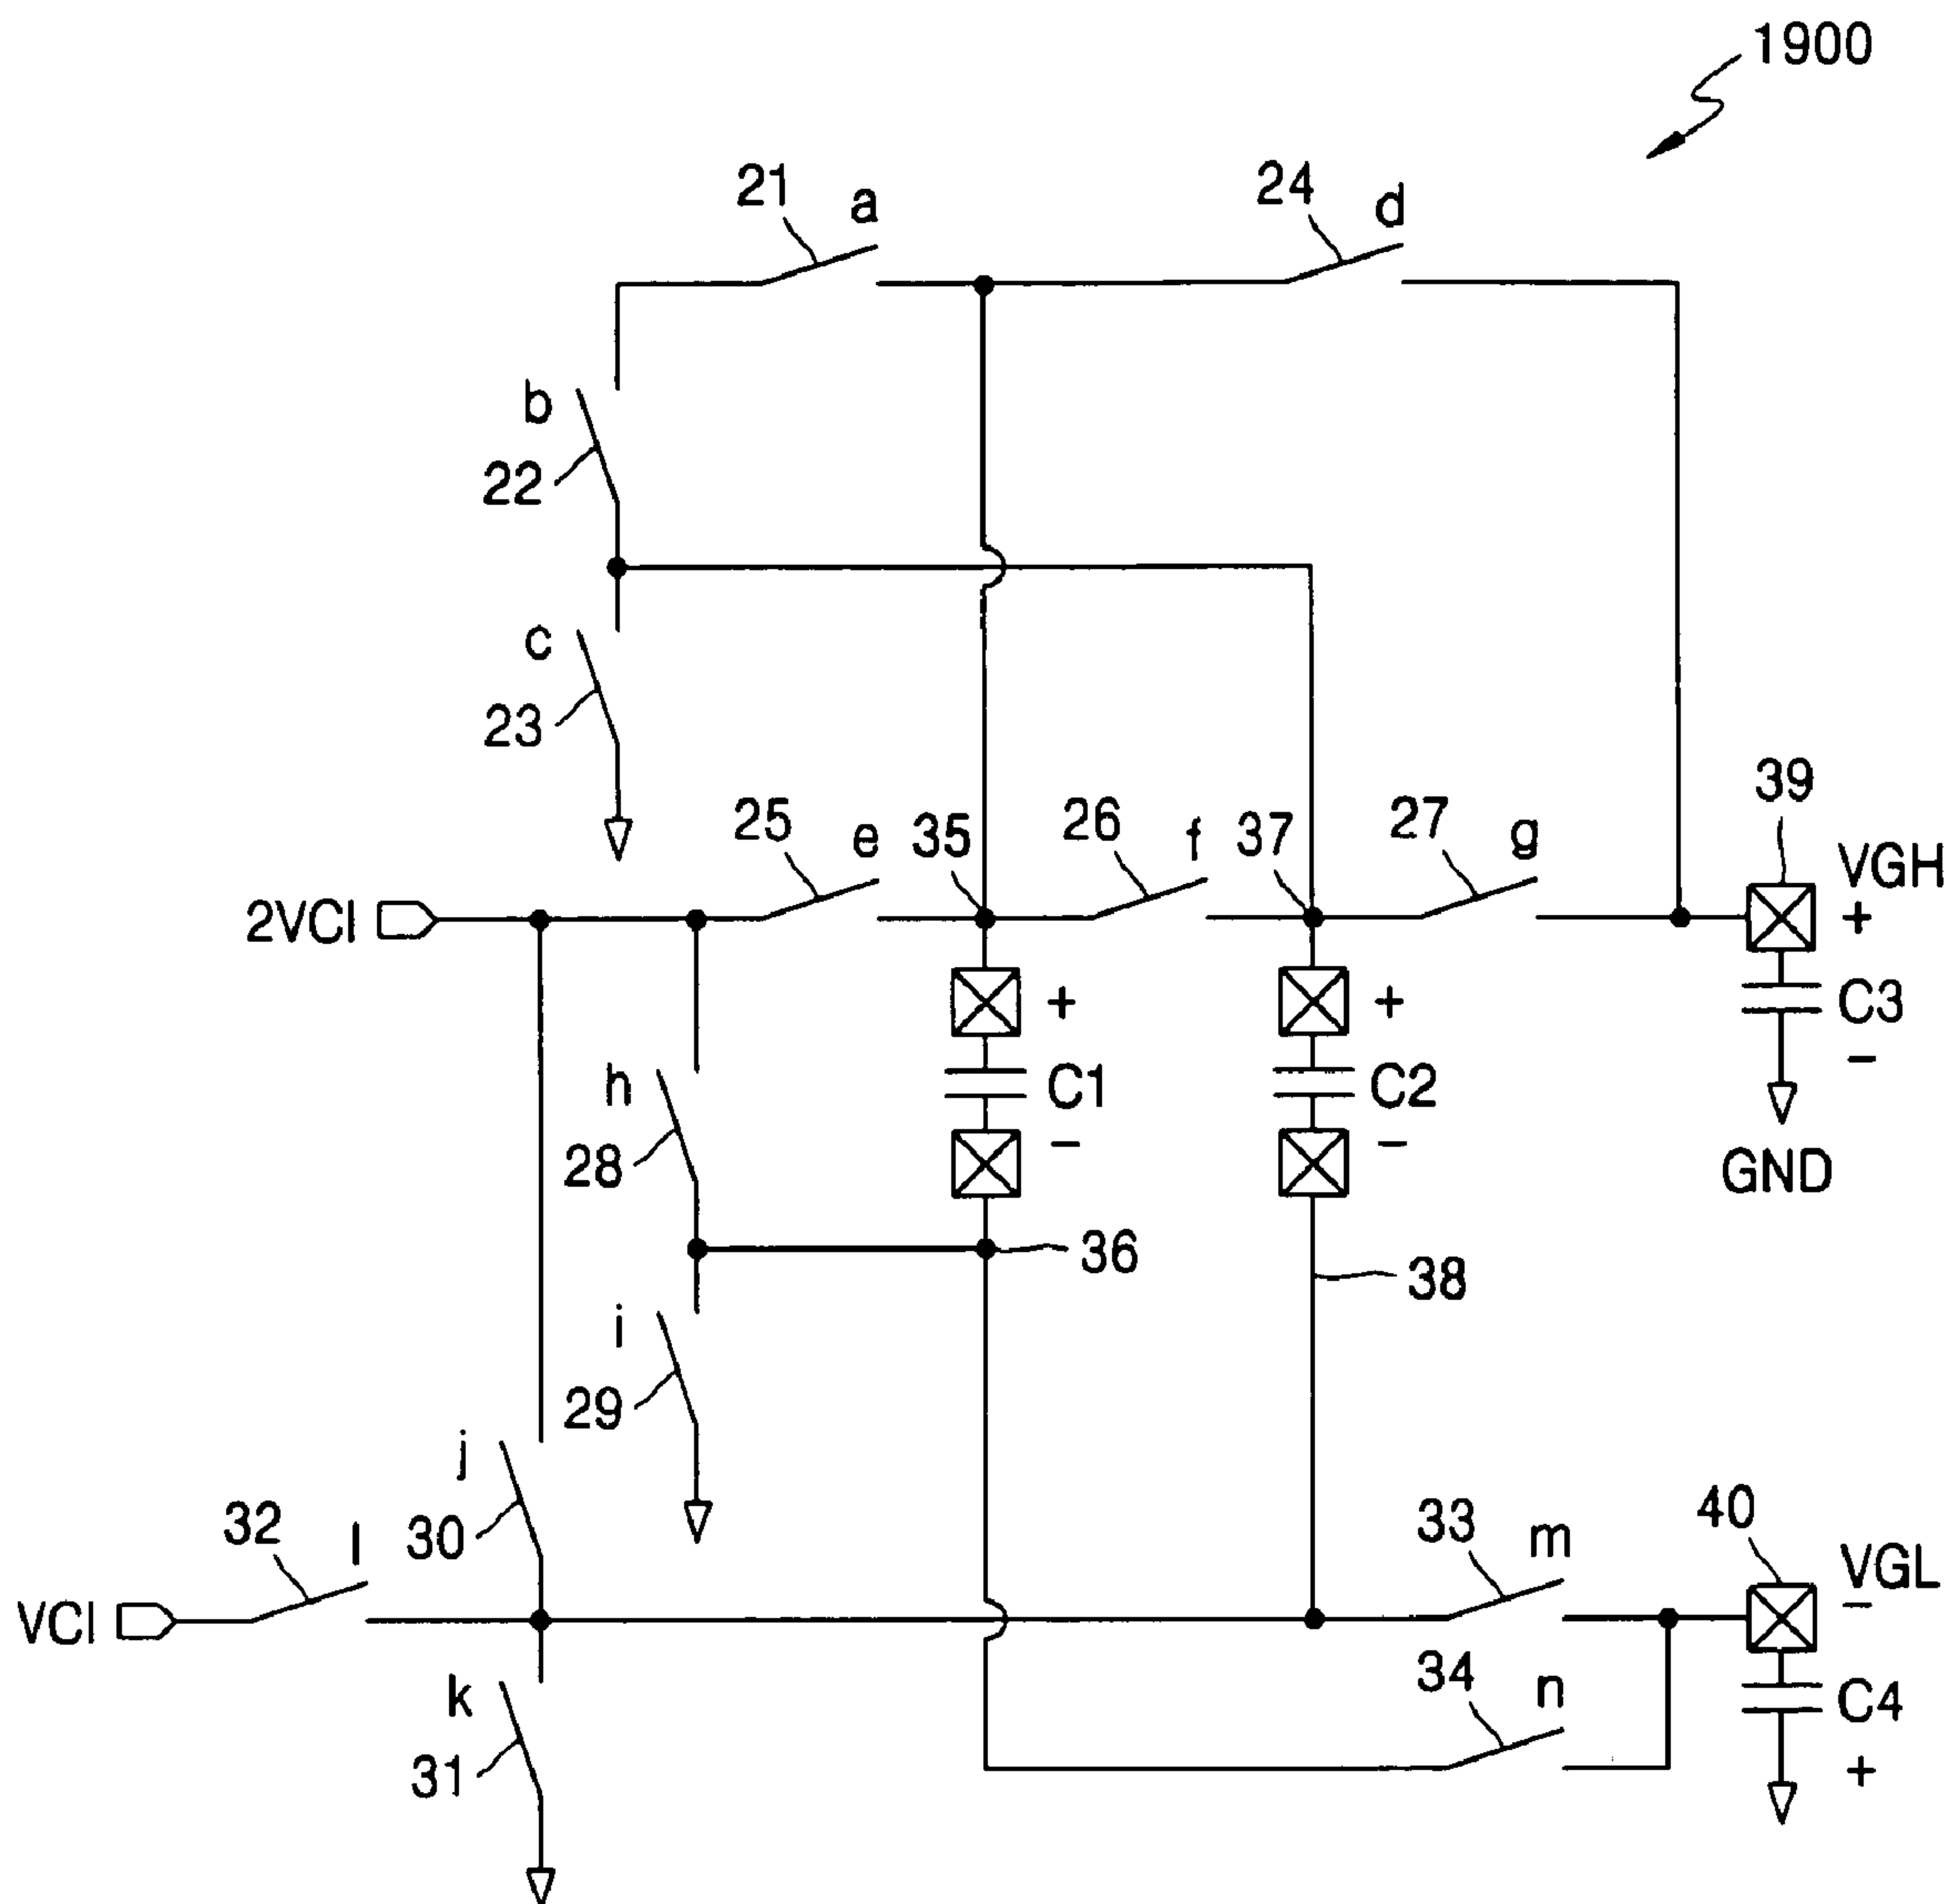 1900
21 a
24 d
b
22
c
23
25 e 35 26 f 37 27 g 39
VGH
2VCI
+
+ +
C3
−
h C1 C2
28
− −
GND
36
38
i
29
j
32 l 30 33 m 40
VGL
−
VCI
34 n
k
C4
31
+